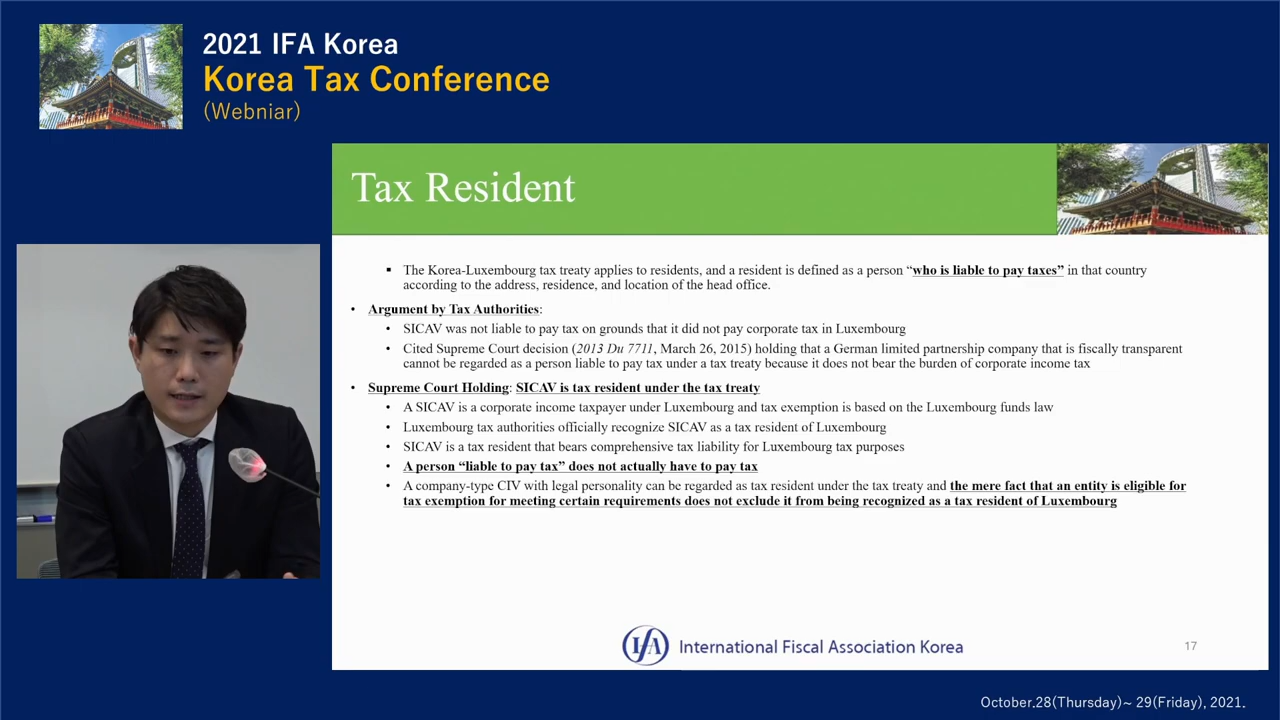 2021 IFA Korea
Korea Tax Conference
(Webniar)
Tax Resident
▪ The Korea-Luxembourg tax treaty applies to residents, and a resident is defined as a person “who is liable to pay taxes” in that country
according to the address, residence, and location of the head office.
• Argument by Tax Authorities:
• SICAV was not liable to pay tax on grounds that it did not pay corporate tax in Luxembourg
• Cited Supreme Court decision (2013 Du 7711, March 26, 2015) holding that a German limited partnership company that is fiscally transparent
cannot be regarded as a person liable to pay tax under a tax treaty because it does not bear the burden of corporate income tax
• Supreme Court Holding: SICAV is tax resident under the tax treaty
• A SICAV is a corporate income taxpayer under Luxembourg and tax exemption is based on the Luxembourg funds law
• Luxembourg tax authorities officially recognize SICAV as a tax resident of Luxembourg
• SICAV is a tax resident that bears comprehensive tax liability for Luxembourg tax purposes
• A person “liable to pay tax” does not actually have to pay tax
• A company-type CIV with legal personality can be regarded as tax resident under the tax treaty and the mere fact that an entity is eligible for
tax exemption for meeting certain requirements does not exclude it from being recognized as a tax resident of Luxembourg
IFA International Fiscal Association Korea
17
October.28(Thursday)~ 29(Friday), 2021.